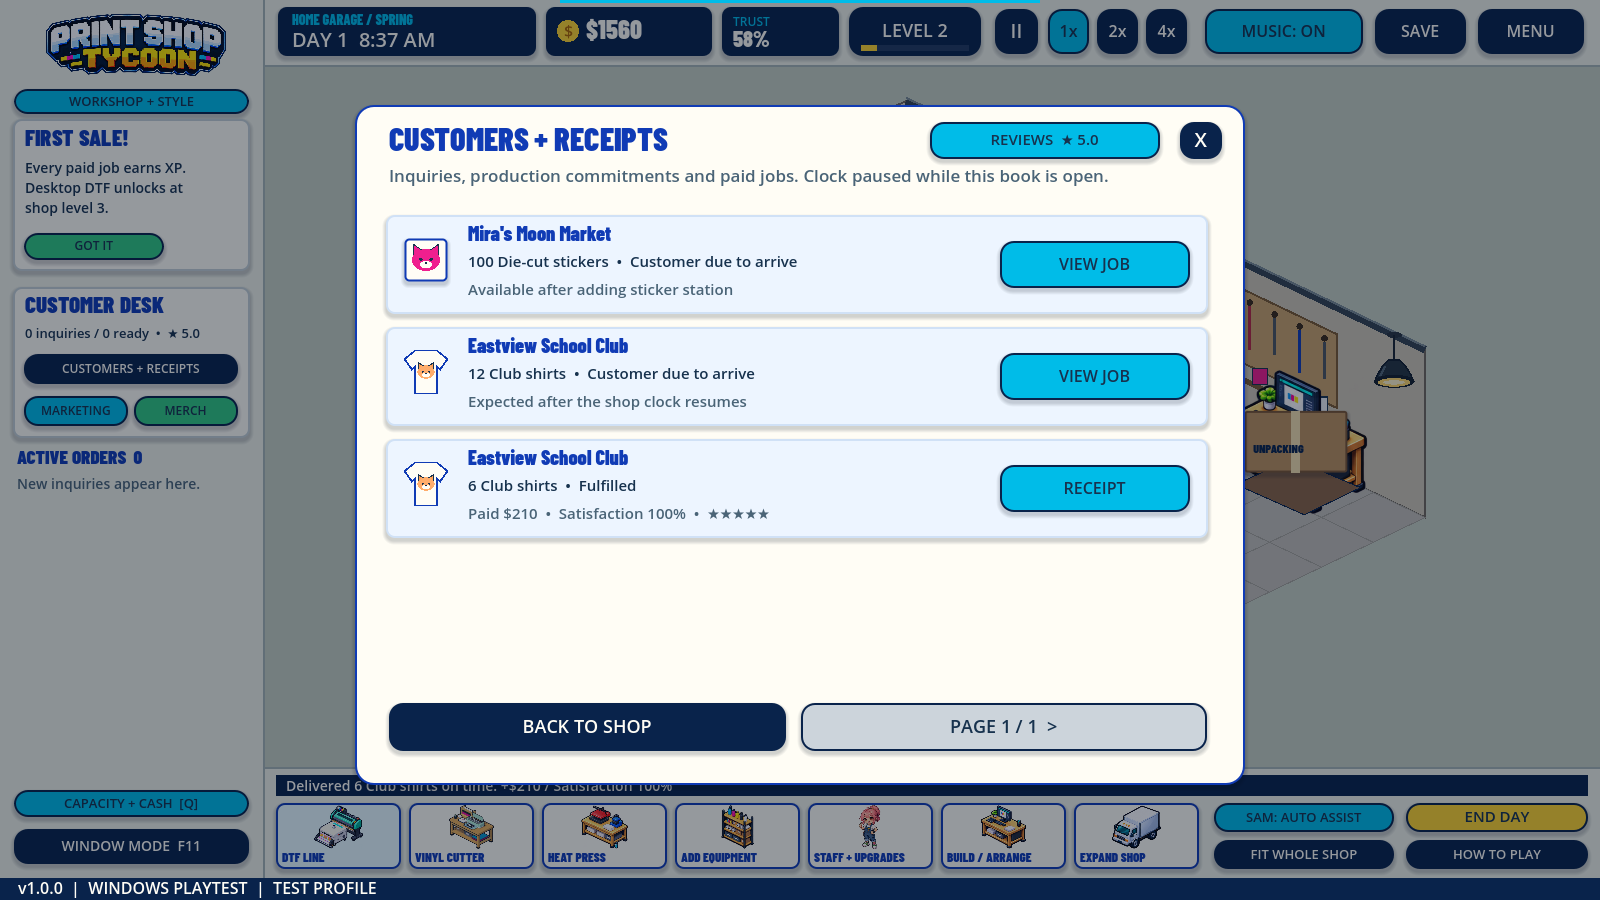 PRINT SHOP
TYCOON
HOME GARAGE / SPRING
DAY 1 8:37 AM
$1560
TRUST
58%
LEVEL 2
II
1x
2x
4x
MUSIC: ON
SAVE
MENU
WORKSHOP + STYLE
FIRST SALE!
Every paid job earns XP.
Desktop DTF unlocks at
shop level 3.
GOT IT
CUSTOMER DESK
0 inquiries / 0 ready • ★ 5.0
CUSTOMERS + RECEIPTS
MARKETING
MERCH
ACTIVE ORDERS 0
New inquiries appear here.
CAPACITY + CASH [Q]
WINDOW MODE F11
CUSTOMERS + RECEIPTS
REVIEWS ★ 5.0
X
Inquiries, production commitments and paid jobs. Clock paused while this book is open.
Mira's Moon Market
100 Die-cut stickers • Customer due to arrive
Available after adding sticker station
VIEW JOB
Eastview School Club
12 Club shirts • Customer due to arrive
Expected after the shop clock resumes
VIEW JOB
Eastview School Club
6 Club shirts • Fulfilled
Paid $210 • Satisfaction 100% • ★★★★★
RECEIPT
BACK TO SHOP
PAGE 1 / 1 >
UNPACKING
Delivered 6 Club shirts on time. +$210 / Satisfaction 100%
DTF LINE
VINYL CUTTER
HEAT PRESS
ADD EQUIPMENT
STAFF + UPGRADES
BUILD / ARRANGE
EXPAND SHOP
SAM: AUTO ASSIST
END DAY
FIT WHOLE SHOP
HOW TO PLAY
v1.0.0 | WINDOWS PLAYTEST | TEST PROFILE